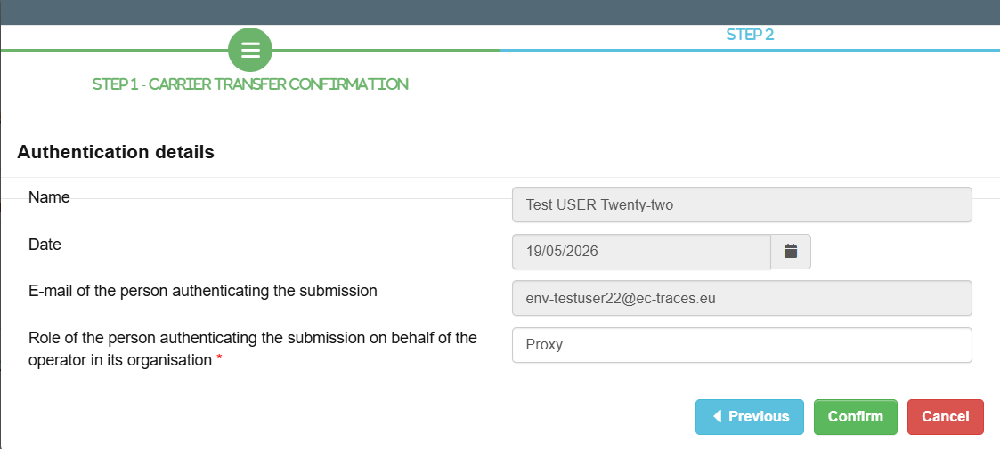 STEP 2
STEP 1 - CARRIER TRANSFER CONFIRMATION
Authentication details
Name
Test USER Twenty-two
Date
19/05/2026
E-mail of the person authenticating the submission
env-testuser22@ec-traces.eu
Role of the person authenticating the submission on behalf of the
operator in its organisation *
Proxy
Previous
Confirm
Cancel